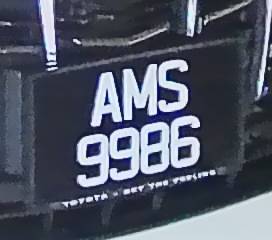 AMS
9986
TOYOTA - GET THE FEELING